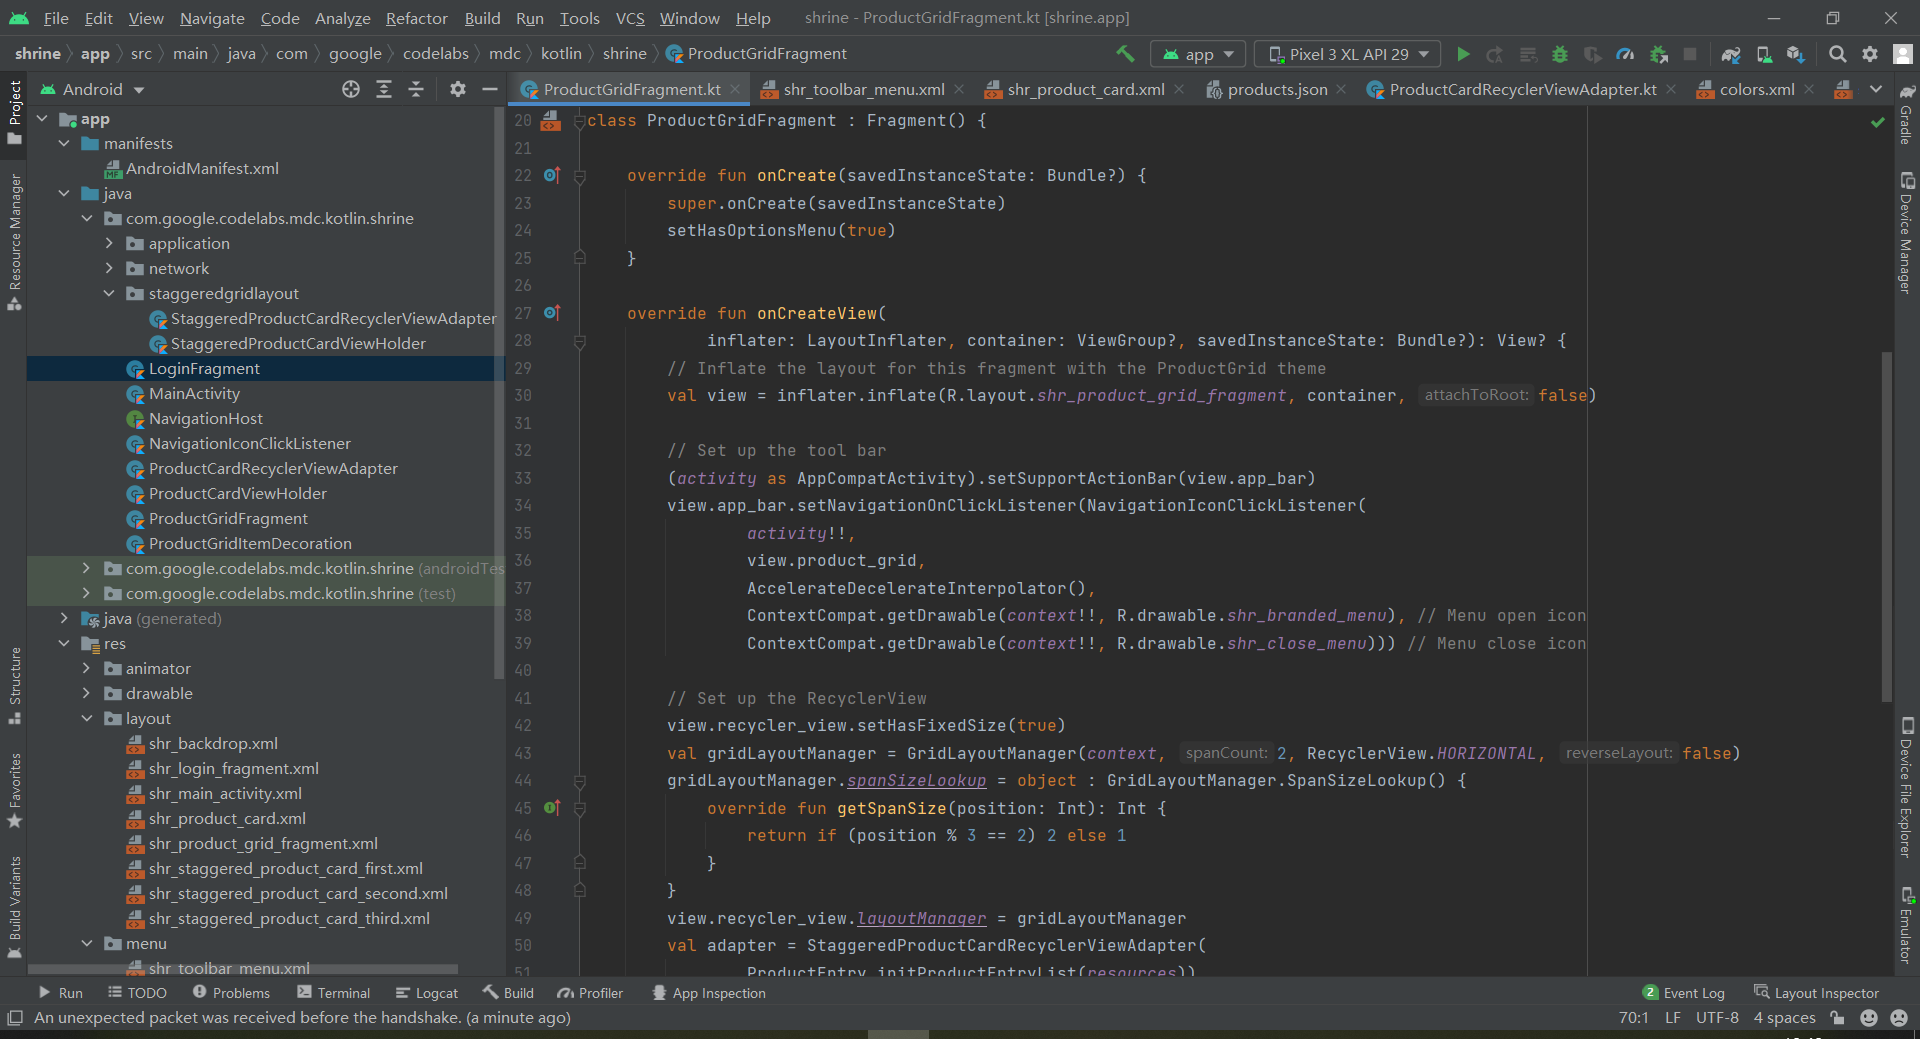 File Edit View Navigate Code Analyze Refactor Build Run Tools VCS Window Help shrine - ProductGridFragment.kt [shrine.app]
shrine app src main java com google codelabs mdc kotlin shrine ProductGridFragment app Pixel 3 XL API 29
Android
ProductGridFragment.kt shr_toolbar_menu.xml shr_product_card.xml products.json ProductCardRecyclerViewAdapter.kt colors.xml
Project
Resource Manager
Structure
Favorites
Build Variants
app
manifests
AndroidManifest.xml
java
com.google.codelabs.mdc.kotlin.shrine
application
network
staggeredgridlayout
StaggeredProductCardRecyclerViewAdapter
StaggeredProductCardViewHolder
LoginFragment
MainActivity
NavigationHost
NavigationIconClickListener
ProductCardRecyclerViewAdapter
ProductCardViewHolder
ProductGridFragment
ProductGridItemDecoration
com.google.codelabs.mdc.kotlin.shrine (androidTes
com.google.codelabs.mdc.kotlin.shrine (test)
java (generated)
res
animator
drawable
layout
shr_backdrop.xml
shr_login_fragment.xml
shr_main_activity.xml
shr_product_card.xml
shr_product_grid_fragment.xml
shr_staggered_product_card_first.xml
shr_staggered_product_card_second.xml
shr_staggered_product_card_third.xml
menu
shr_toolbar_menu.xml
20 class ProductGridFragment : Fragment() {
21
22 override fun onCreate(savedInstanceState: Bundle?) {
23 super.onCreate(savedInstanceState)
24 setHasOptionsMenu(true)
25 }
26
27 override fun onCreateView(
28 inflater: LayoutInflater, container: ViewGroup?, savedInstanceState: Bundle?): View? {
29 // Inflate the layout for this fragment with the ProductGrid theme
30 val view = inflater.inflate(R.layout.shr_product_grid_fragment, container, attachToRoot: false)
31
32 // Set up the tool bar
33 (activity as AppCompatActivity).setSupportActionBar(view.app_bar)
34 view.app_bar.setNavigationOnClickListener(NavigationIconClickListener(
35 activity!!,
36 view.product_grid,
37 AccelerateDecelerateInterpolator(),
38 ContextCompat.getDrawable(context!!, R.drawable.shr_branded_menu), // Menu open icon
39 ContextCompat.getDrawable(context!!, R.drawable.shr_close_menu))) // Menu close icon
40
41 // Set up the RecyclerView
42 view.recycler_view.setHasFixedSize(true)
43 val gridLayoutManager = GridLayoutManager(context, spanCount: 2, RecyclerView.HORIZONTAL, reverseLayout: false)
44 gridLayoutManager.spanSizeLookup = object : GridLayoutManager.SpanSizeLookup() {
45 override fun getSpanSize(position: Int): Int {
46 return if (position % 3 == 2) 2 else 1
47 }
48 }
49 view.recycler_view.layoutManager = gridLayoutManager
50 val adapter = StaggeredProductCardRecyclerViewAdapter(
51 ProductEntry.initProductEntryList(resources))
Gradle
Device Manager
Device File Explorer
Emulator
Run TODO Problems Terminal Logcat Build Profiler App Inspection 2 Event Log Layout Inspector
An unexpected packet was received before the handshake. (a minute ago) 70:1 LF UTF-8 4 spaces